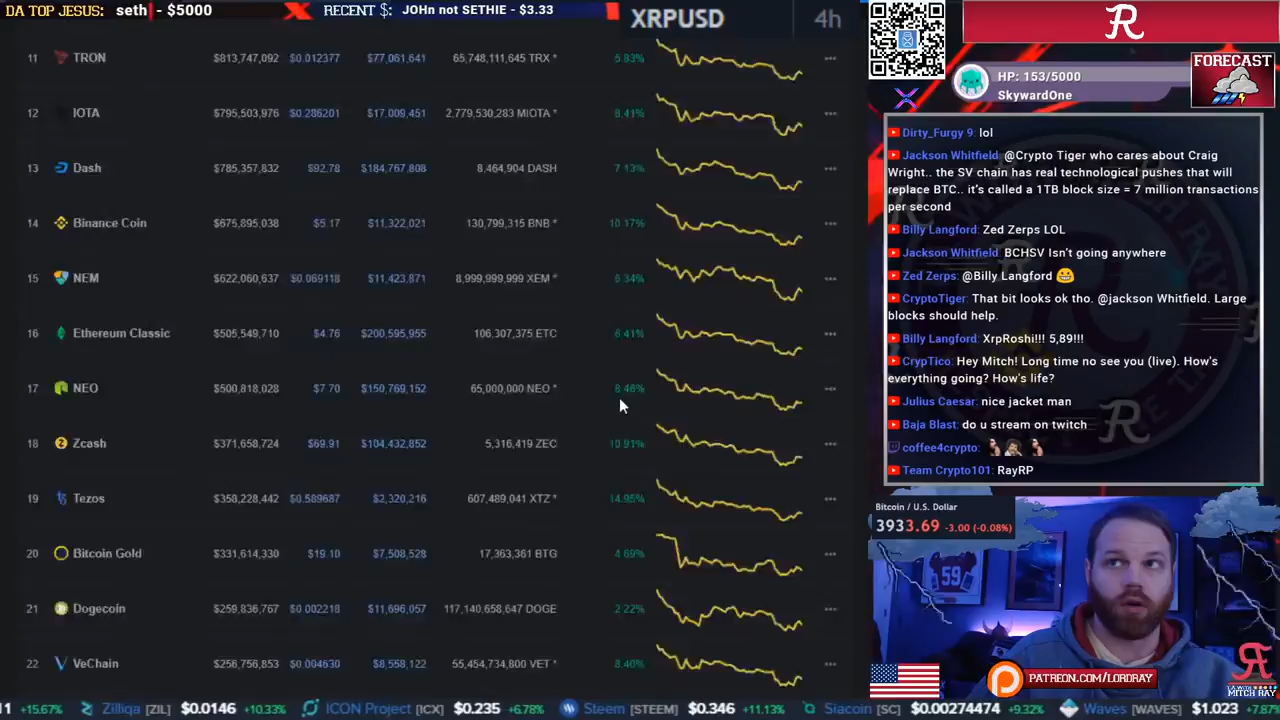 DA TOP JESUS: seth - $5000 RECENT $: JOHn not SETHIE - $3.33
XRPUSD 4h
11 TRON $813,747,092 $0.012377 $77,061,641 65,748,111,645 TRX * 5.83%
12 IOTA $795,503,976 $0.286201 $17,009,451 2,779,530,283 MIOTA * 8.41%
13 Dash $785,357,832 $92.78 $184,767,808 8,464,904 DASH 7.13%
14 Binance Coin $675,895,038 $5.17 $11,322,021 130,799,315 BNB * 10.17%
15 NEM $622,060,637 $0.069118 $11,423,871 8,999,999,999 XEM * 6.34%
16 Ethereum Classic $505,549,710 $4.76 $200,595,955 106,307,375 ETC 6.41%
17 NEO $500,818,028 $7.70 $150,769,152 65,000,000 NEO * 8.46%
18 Zcash $371,658,724 $69.91 $104,432,852 5,316,419 ZEC 10.91%
19 Tezos $358,228,442 $0.589687 $2,320,216 607,489,041 XTZ * 14.95%
20 Bitcoin Gold $331,614,330 $19.10 $7,508,528 17,363,361 BTG 4.69%
21 Dogecoin $259,836,767 $0.002218 $11,696,057 117,140,658,647 DOGE 2.22%
22 VeChain $256,756,853 $0.004630 $8,558,122 55,454,734,800 VET * 8.40%
R
HP: 153/5000
SkywardOne
FORECAST
Dirty_Furgy 9: lol
Jackson Whitfield: @Crypto Tiger who cares about Craig
Wright.. the SV chain has real technological pushes that will
replace BTC.. it's called a 1TB block size = 7 million transactions
per second
Billy Langford: Zed Zerps LOL
Jackson Whitfield: BCHSV Isn't going anywhere
Zed Zerps: @Billy Langford
CryptoTiger: That bit looks ok tho. @jackson Whitfield. Large
blocks should help.
Billy Langford: XrpRoshi!!! 5,89!!!
CrypTico: Hey Mitch! Long time no see you (live). How's
everything going? How's life?
Julius Caesar: nice jacket man
Baja Blast: do u stream on twitch
coffee4crypto:
Team Crypto101: RayRP
Bitcoin / U.S. Dollar
3933.69 -3.00 (-0.08%)
59
PATREON.COM/LORDRAY
MITCH RAY
11 +15.67% Zilliqa [ZIL] $0.0146 +10.33% ICON Project [ICX] $0.235 +6.78% Steem [STEEM] $0.346 +11.13% Siacoin [SC] $0.00274474 +9.32% Waves [WAVES] $1.023 +7.87%